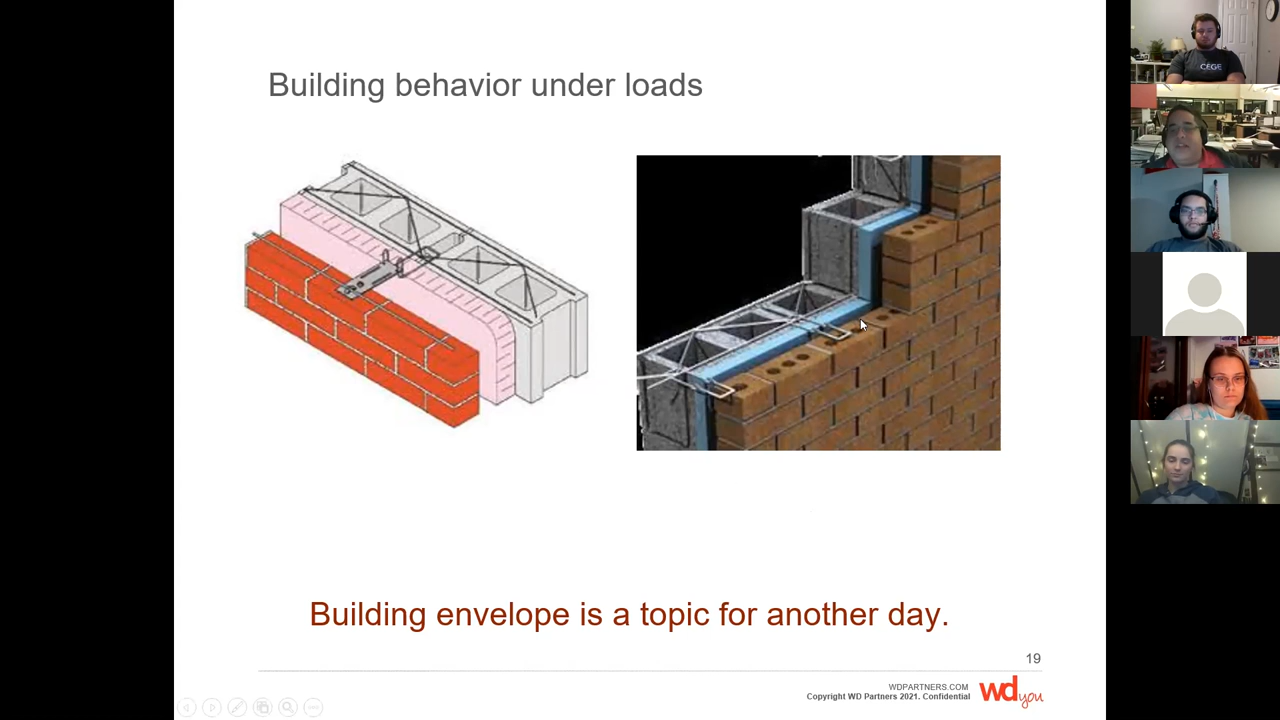 Building behavior under loads
CEGE
Building envelope is a topic for another day.
19
WDPARTNERS.COM
Copyright WD Partners 2021. Confidential
wd you